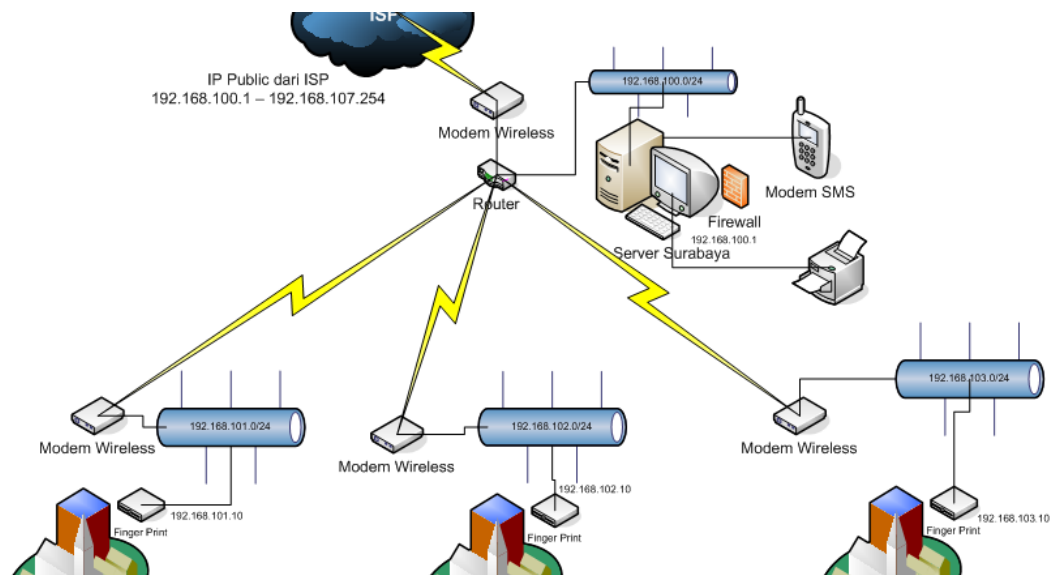 ISP
IP Public dari ISP
192.168.100.1 – 192.168.107.254
Modem Wireless
Router
192.168.100.0/24
Modem SMS
Firewall
192.168.100.1
Server Surabaya
192.168.101.0/24
Modem Wireless
192.168.101.10
Finger Print
192.168.102.0/24
Modem Wireless
192.168.102.10
Finger Print
192.168.103.0/24
Modem Wireless
192.168.103.10
Finger Print